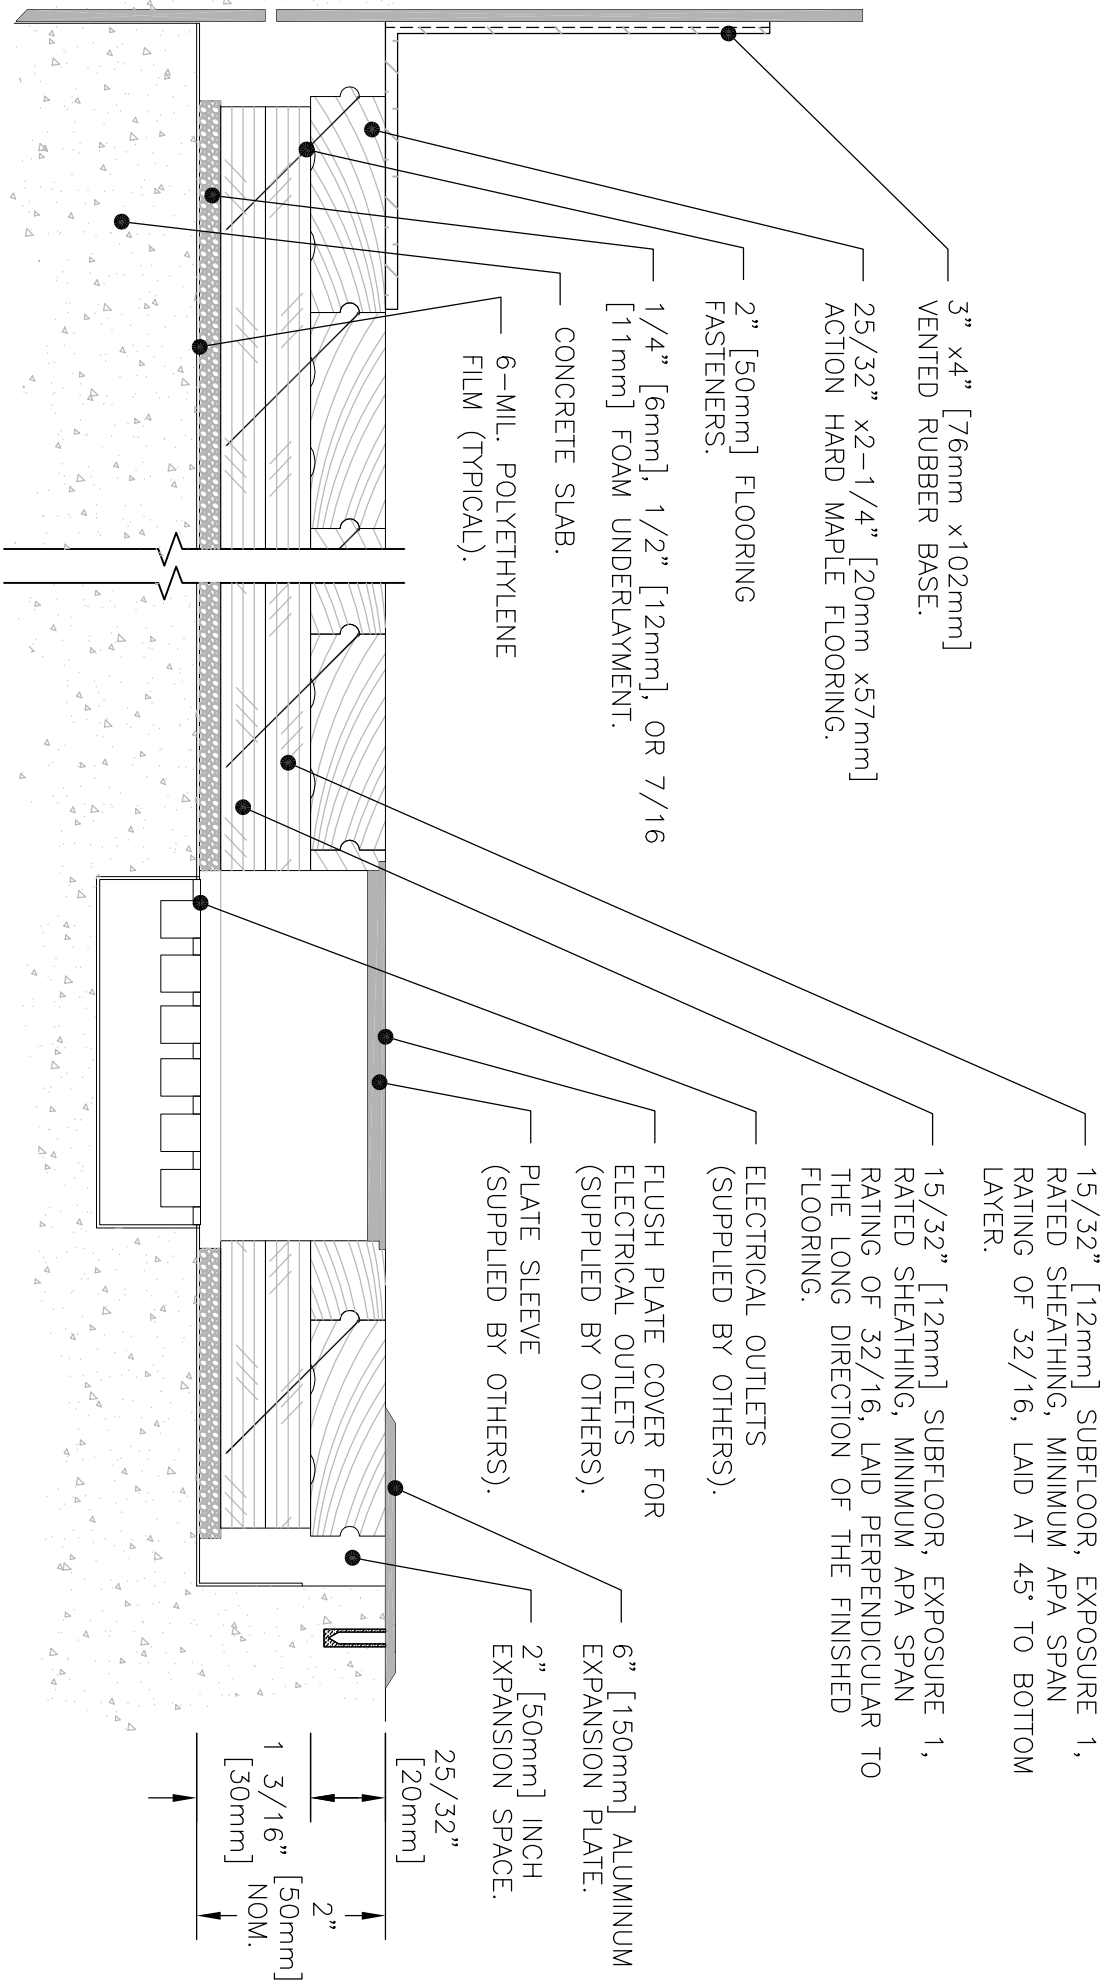 3” x4” [76mm x102mm]
VENTED RUBBER BASE.
25/32” x2-1/4” [20mm x57mm]
ACTION HARD MAPLE FLOORING.
2” [50mm] FLOORING
FASTENERS.
1/4” [6mm], 1/2” [12mm], OR 7/16
[11mm] FOAM UNDERLAYMENT.
CONCRETE SLAB.
6-MIL. POLYETHYLENE
FILM (TYPICAL).
15/32” [12mm] SUBFLOOR, EXPOSURE 1,
RATED SHEATHING, MINIMUM APA SPAN
RATING OF 32/16, LAID AT 45° TO BOTTOM
LAYER.
15/32” [12mm] SUBFLOOR, EXPOSURE 1,
RATED SHEATHING, MINIMUM APA SPAN
RATING OF 32/16, LAID PERPENDICULAR TO
THE LONG DIRECTION OF THE FINISHED
FLOORING.
ELECTRICAL OUTLETS
(SUPPLIED BY OTHERS).
FLUSH PLATE COVER FOR
ELECTRICAL OUTLETS
(SUPPLIED BY OTHERS).
PLATE SLEEVE
(SUPPLIED BY OTHERS).
6” [150mm] ALUMINUM
EXPANSION PLATE.
2” [50mm] INCH
EXPANSION SPACE.
25/32”
[20mm]
1 3/16”
[30mm]
2”
[50mm]
NOM.